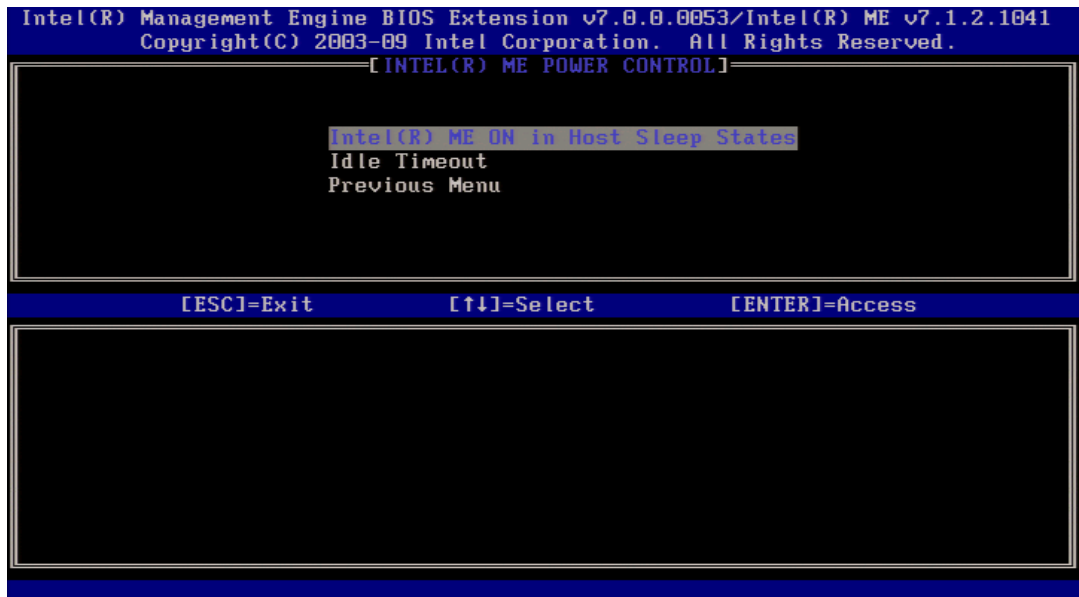 Intel(R) Management Engine BIOS Extension v7.0.0.0053/Intel(R) ME v7.1.2.1041
Copyright(C) 2003-09 Intel Corporation. All Rights Reserved.
[INTEL(R) ME POWER CONTROL]
Intel(R) ME ON in Host Sleep States
Idle Timeout
Previous Menu
[ESC]=Exit [↑↓]=Select [ENTER]=Access